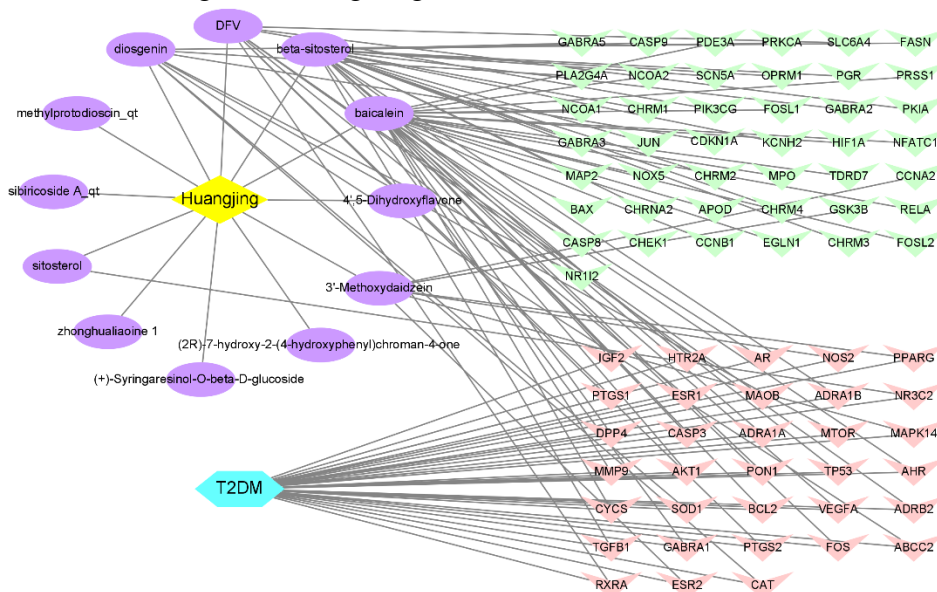 DFV
diosgenin
beta-sitosterol
baicalein
methylprotodioscin_qt
sibiricoside A_qt
Huangjing
4',5-Dihydroxyflavone
sitosterol
3'-Methoxydaidzein
zhonghualiaoine 1
(2R)-7-hydroxy-2-(4-hydroxyphenyl)chroman-4-one
(+)-Syringaresinol-O-beta-D-glucoside
T2DM
GABRA5 CASP9 PDE3A PRKCA SLC6A4 FASN
PLA2G4A NCOA2 SCN5A OPRM1 PGR PRSS1
NCOA1 CHRM1 PIK3CG FOSL1 GABRA2 PKIA
GABRA3 JUN CDKN1A KCNH2 HIF1A NFATC1
MAP2 NOX5 CHRM2 MPO TDRD7 CCNA2
BAX CHRNA2 APOD CHRM4 GSK3B RELA
CASP8 CHEK1 CCNB1 EGLN1 CHRM3 FOSL2
NR1I2
IGF2 HTR2A AR NOS2 PPARG
PTGS1 ESR1 MAOB ADRA1B NR3C2
DPP4 CASP3 ADRA1A MTOR MAPK14
MMP9 AKT1 PON1 TP53 AHR
CYCS SOD1 BCL2 VEGFA ADRB2
TGFB1 GABRA1 PTGS2 FOS ABCC2
RXRA ESR2 CAT